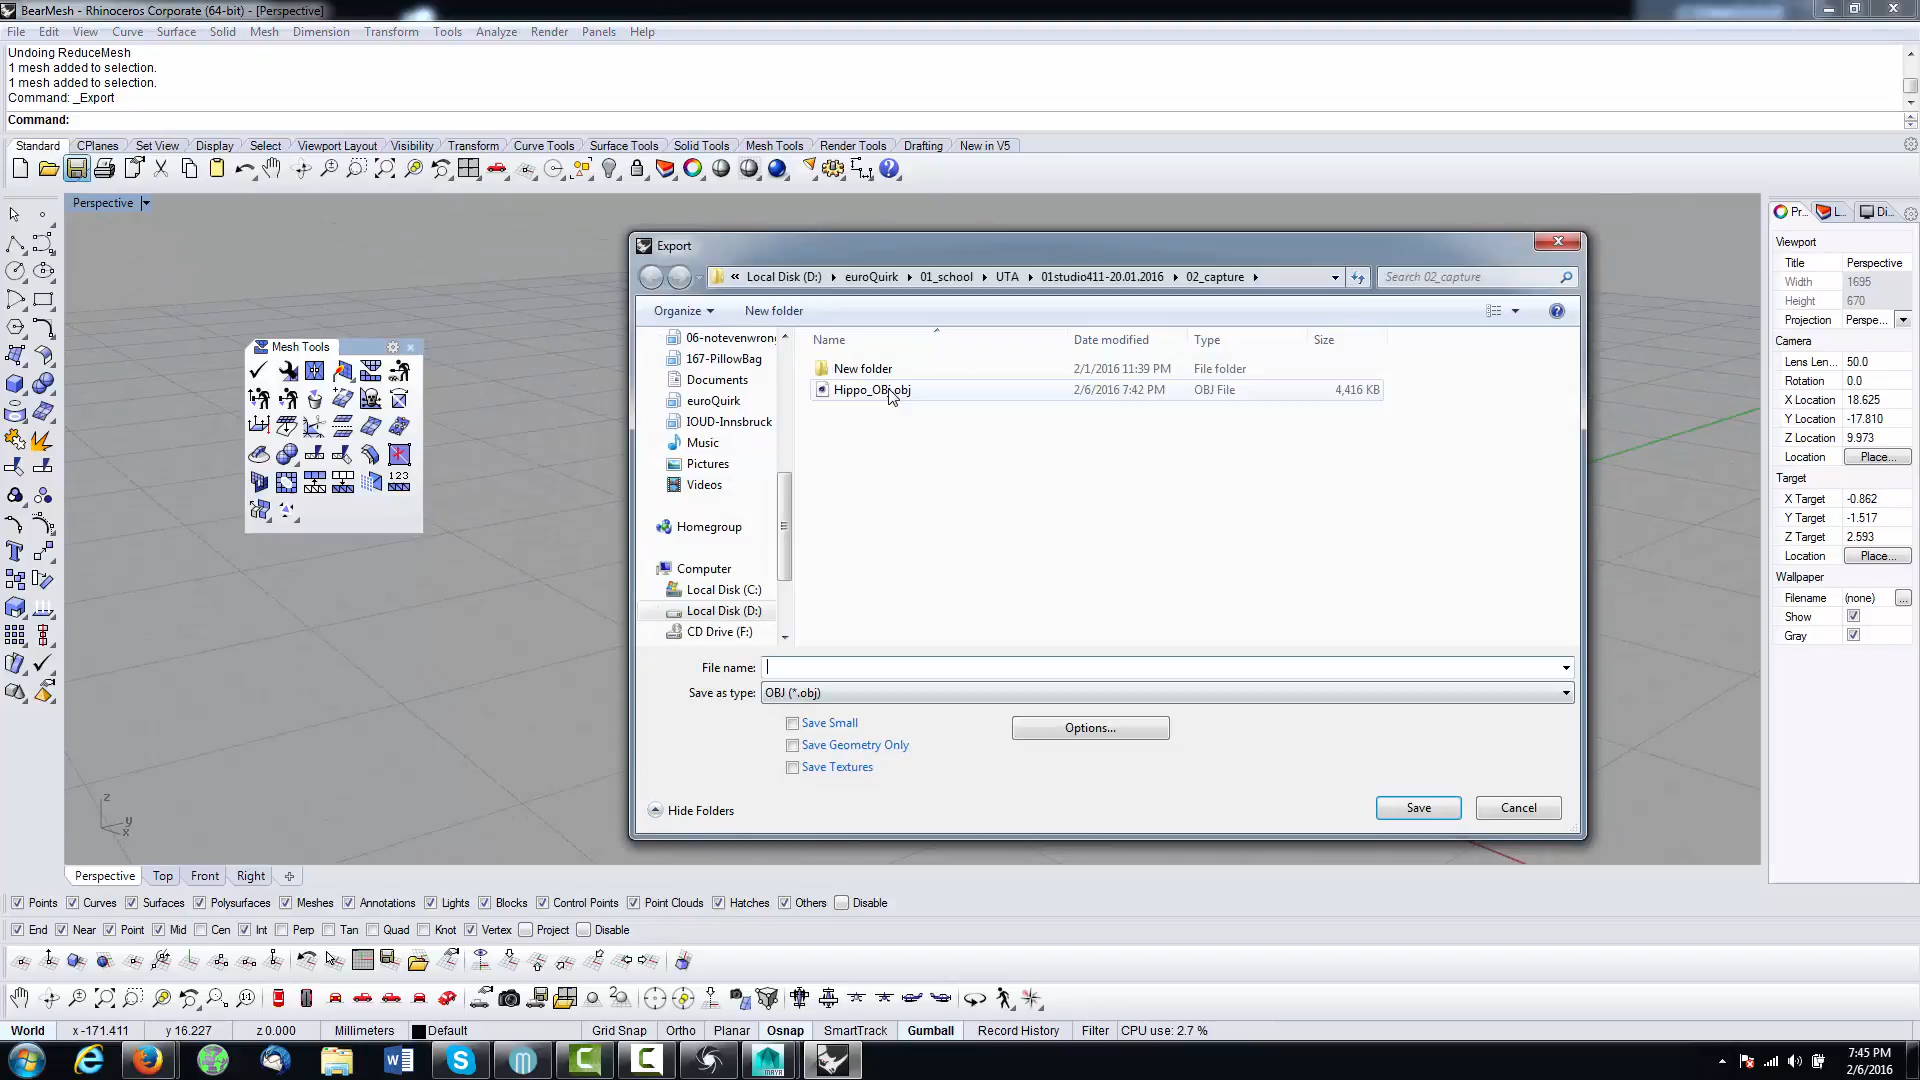 BearMesh - Rhinoceros Corporate (64-bit) - [Perspective]
File Edit View Curve Surface Solid Mesh Dimension Transform Tools Analyze Render Panels Help
Undoing ReduceMesh
1 mesh added to selection.
1 mesh added to selection.
Command: _Export
Command:
Standard CPlanes Set View Display Select Viewport Layout Visibility Transform Curve Tools Surface Tools Solid Tools Mesh Tools Render Tools Drafting New in V5
Perspective
Mesh Tools
123
Export
« Local Disk (D:) euroQuirk 01_school UTA 01studio411-20.01.2016 02_capture
Search 02_capture
Organize New folder
06-notevenwrong
167-PillowBag
Documents
euroQuirk
IOUD-Innsbruck
Music
Pictures
Videos
Homegroup
Computer
Local Disk (C:)
Local Disk (D:)
CD Drive (F:)
Name Date modified Type Size
New folder 2/1/2016 11:39 PM File folder
Hippo_OBj.obj 2/6/2016 7:42 PM OBJ File 4,416 KB
File name:
Save as type: OBJ (*.obj)
Save Small
Save Geometry Only
Save Textures
Options...
Hide Folders
Save Cancel
Pr... L... Di...
Viewport
Title Perspective
Width 1695
Height 670
Projection Perspe...
Camera
Lens Len... 50.0
Rotation 0.0
X Location 18.625
Y Location -17.810
Z Location 9.973
Location Place...
Target
X Target -0.862
Y Target -1.517
Z Target 2.593
Location Place...
Wallpaper
Filename (none) ...
Show
Gray
z
y
x
Perspective Top Front Right
Points Curves Surfaces Polysurfaces Meshes Annotations Lights Blocks Control Points Point Clouds Hatches Others Disable
End Near Point Mid Cen Int Perp Tan Quad Knot Vertex Project Disable
World x -171.411 y 16.227 z 0.000 Millimeters Default Grid Snap Ortho Planar Osnap SmartTrack Gumball Record History Filter CPU use: 2.7 %
MAYA
7:45 PM
2/6/2016